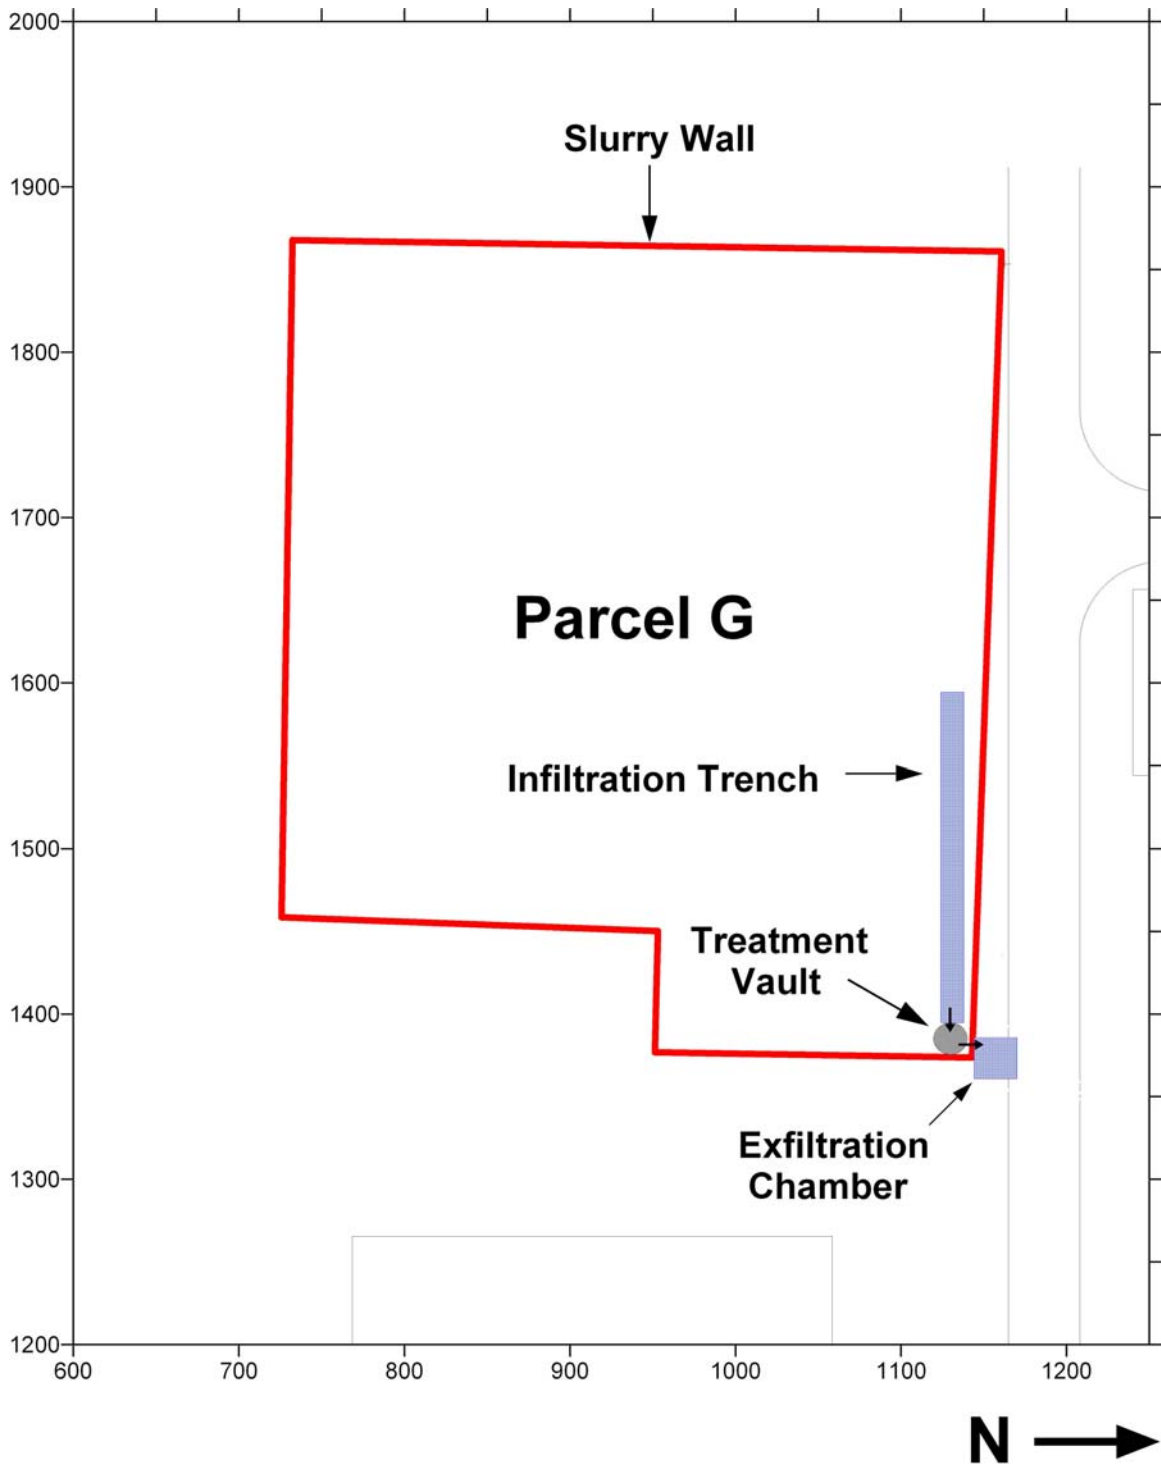 2000
Slurry Wall
1900
1800
1700
Parcel G
1600
Infiltration Trench
1500
Treatment
Vault
1400
Exfiltration
Chamber
1300
1200
600 700 800 900 1000 1100 1200
N